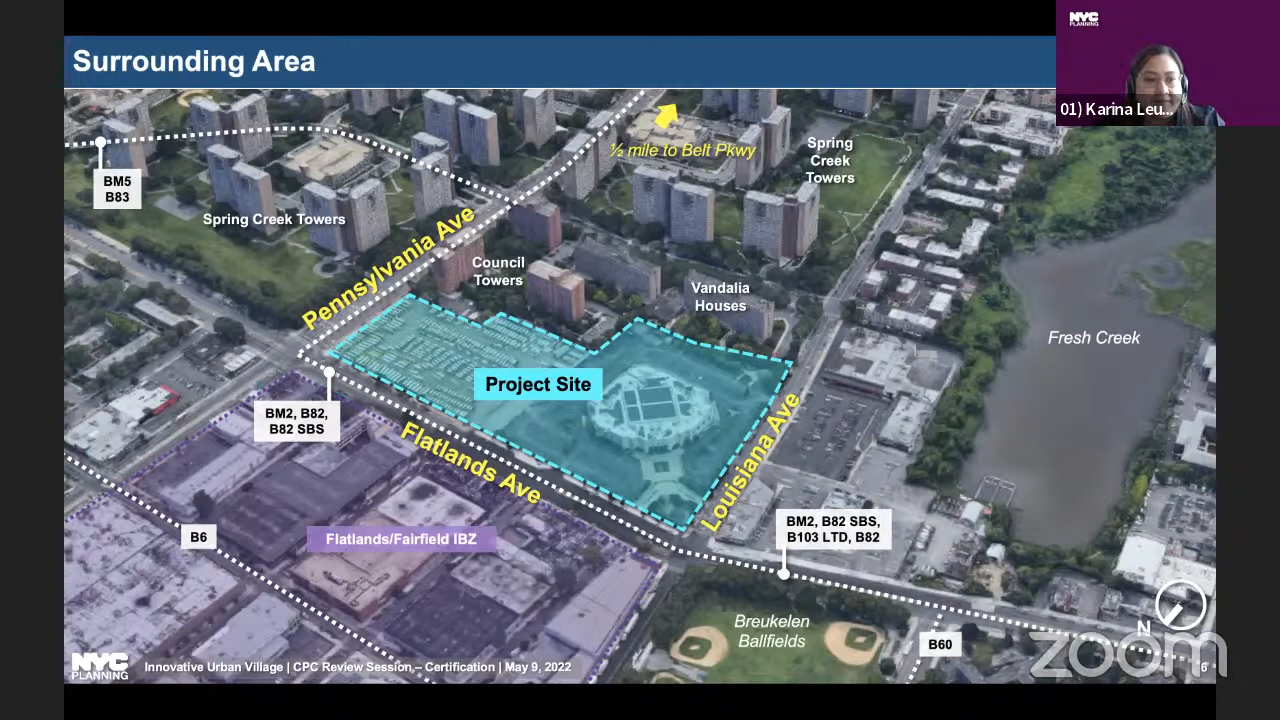 NYC
PLANNING
01) Karina Leu...
Surrounding Area
½ mile to Belt Pkwy
Spring
Creek
Towers
BM5
B83
Spring Creek Towers
Pennsylvania Ave
Council
Towers
Vandalia
Houses
Fresh Creek
Project Site
BM2, B82,
B82 SBS
Flatlands Ave
Louisiana Ave
BM2, B82 SBS,
B103 LTD, B82
B6
Flatlands/Fairfield IBZ
Breukelen
Ballfields
B60
N
zoom
NYC
PLANNING
Innovative Urban Village | CPC Review Session – Certification | May 9, 2022
6